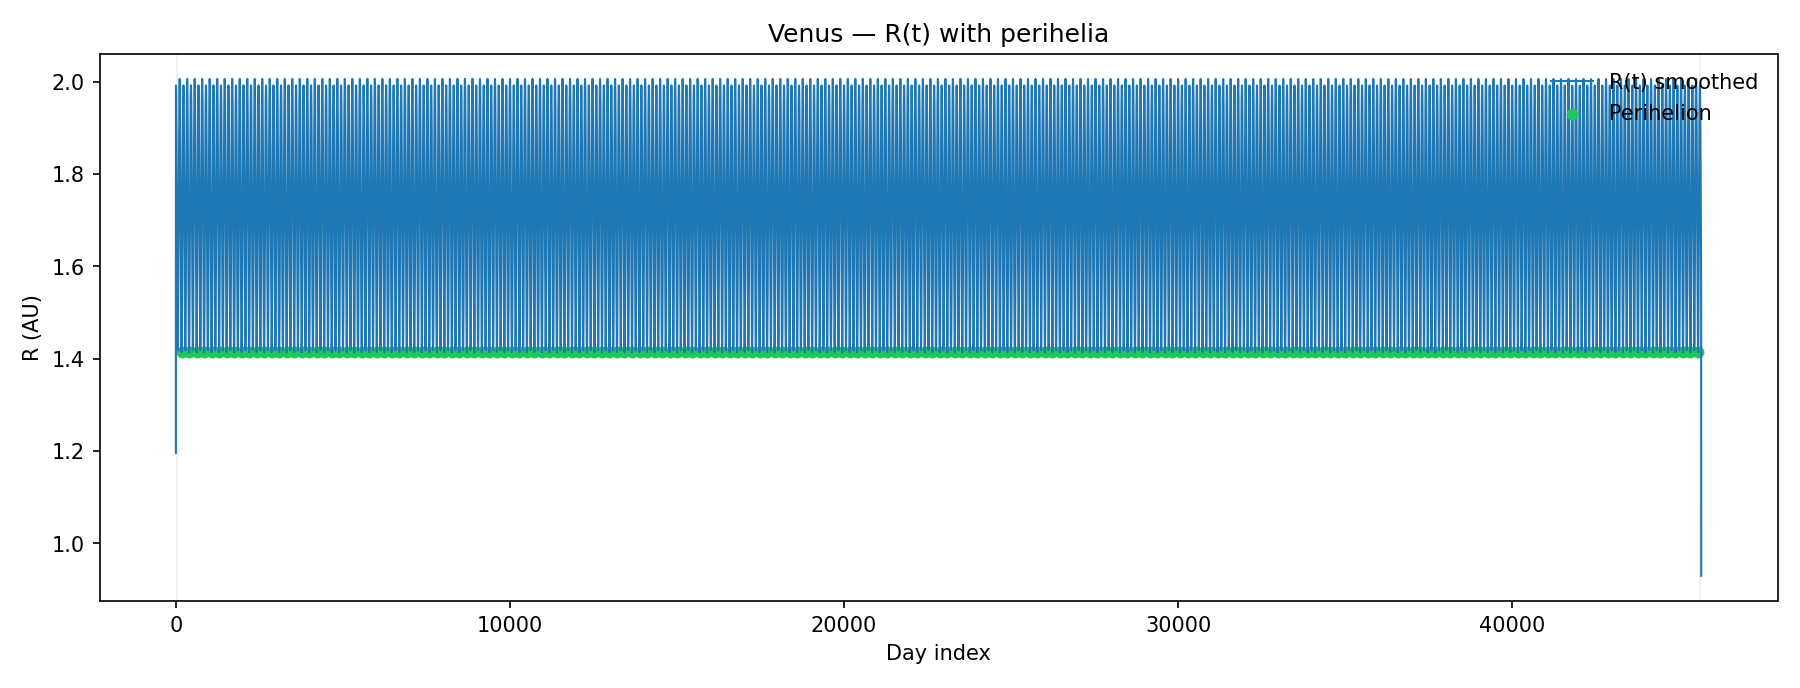 Venus — R(t) with perihelia
R(t) smoothed
Perihelion
R (AU)
2.0
1.8
1.6
1.4
1.2
1.0
0 10000 20000 30000 40000
Day index